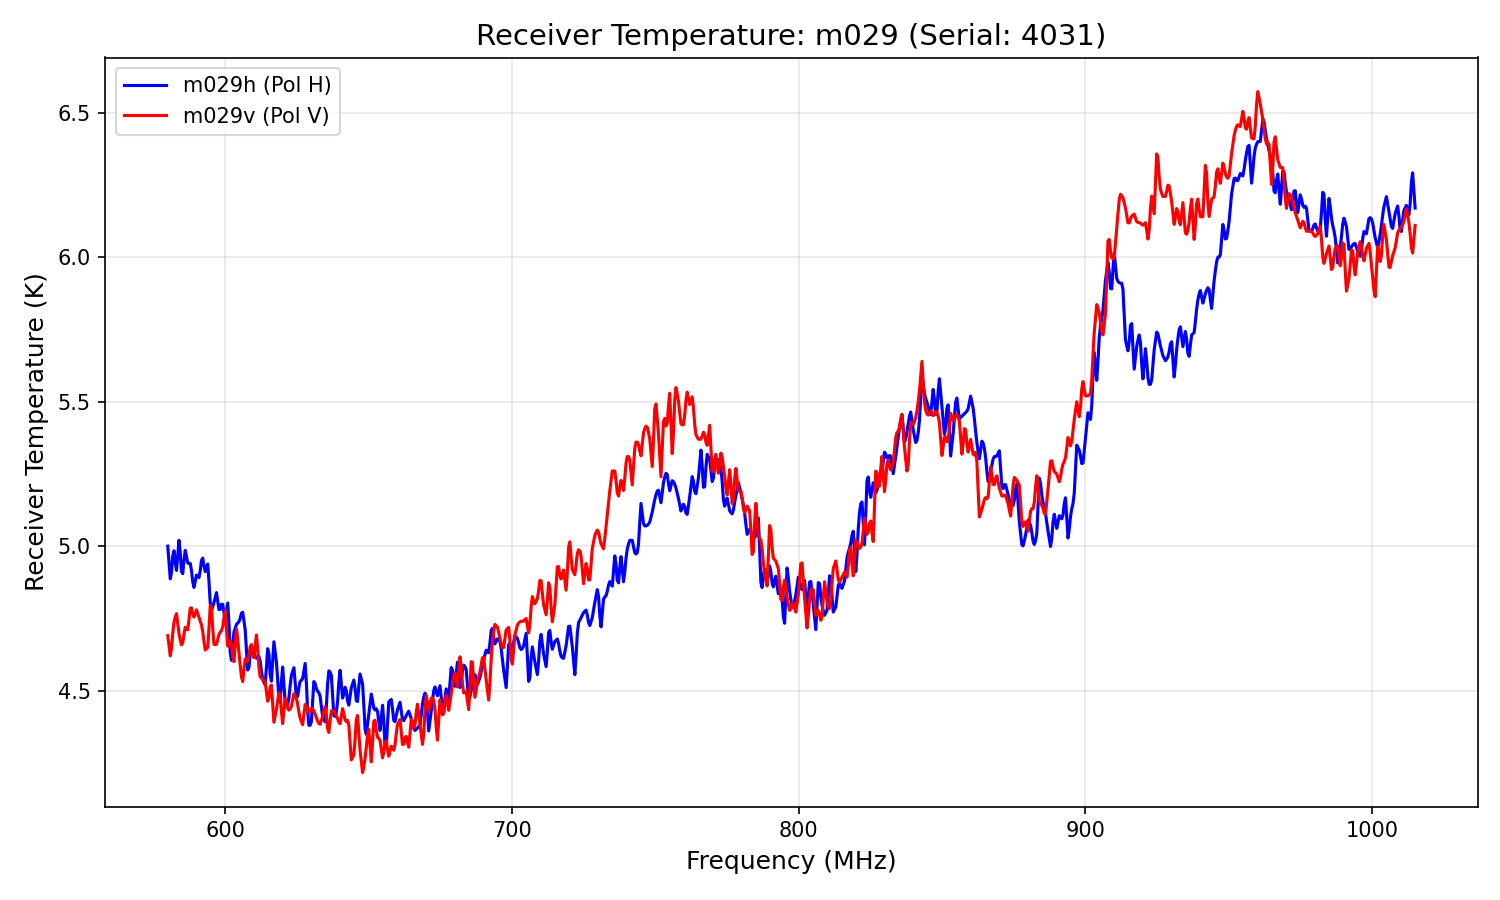 Receiver Temperature: m029 (Serial: 4031)
m029h (Pol H)
m029v (Pol V)
Receiver Temperature (K)
6.5
6.0
5.5
5.0
4.5
600 700 800 900 1000
Frequency (MHz)